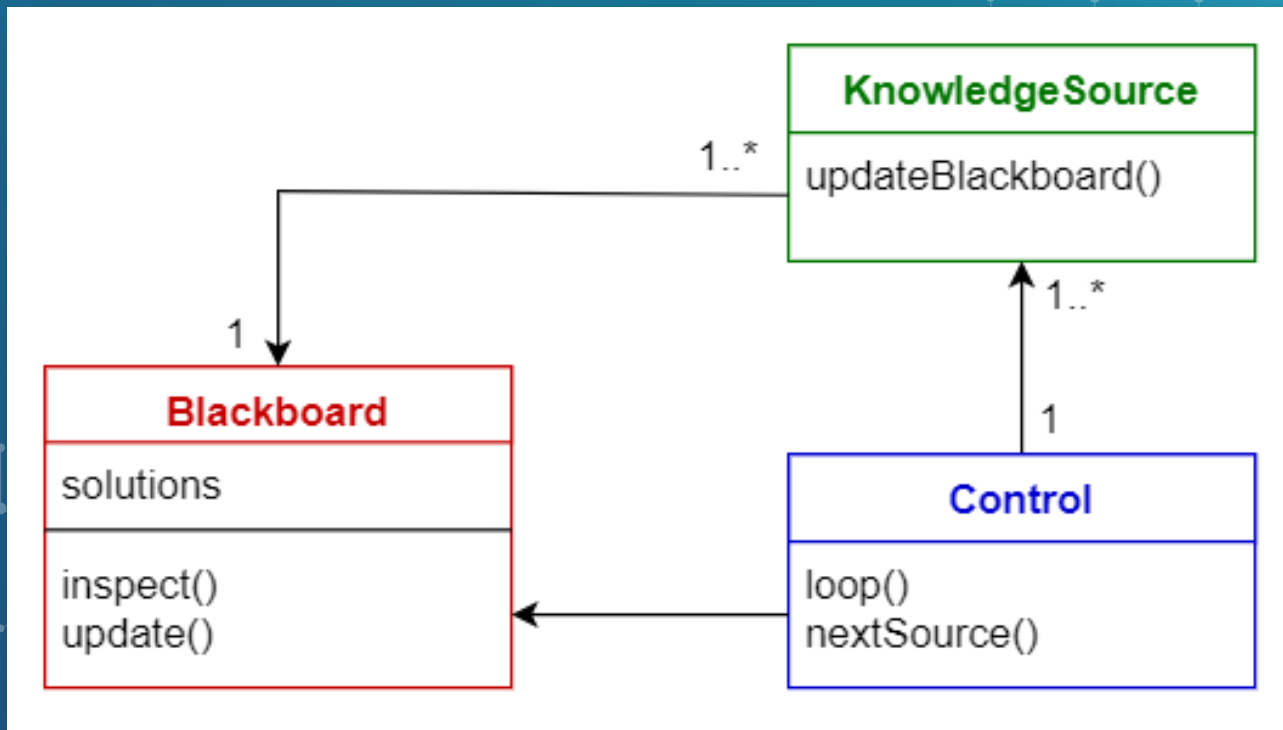 KnowledgeSource
1..*
updateBlackboard()
1..*
1
Blackboard
1
Control
solutions
inspect()
update()
loop()
nextSource()